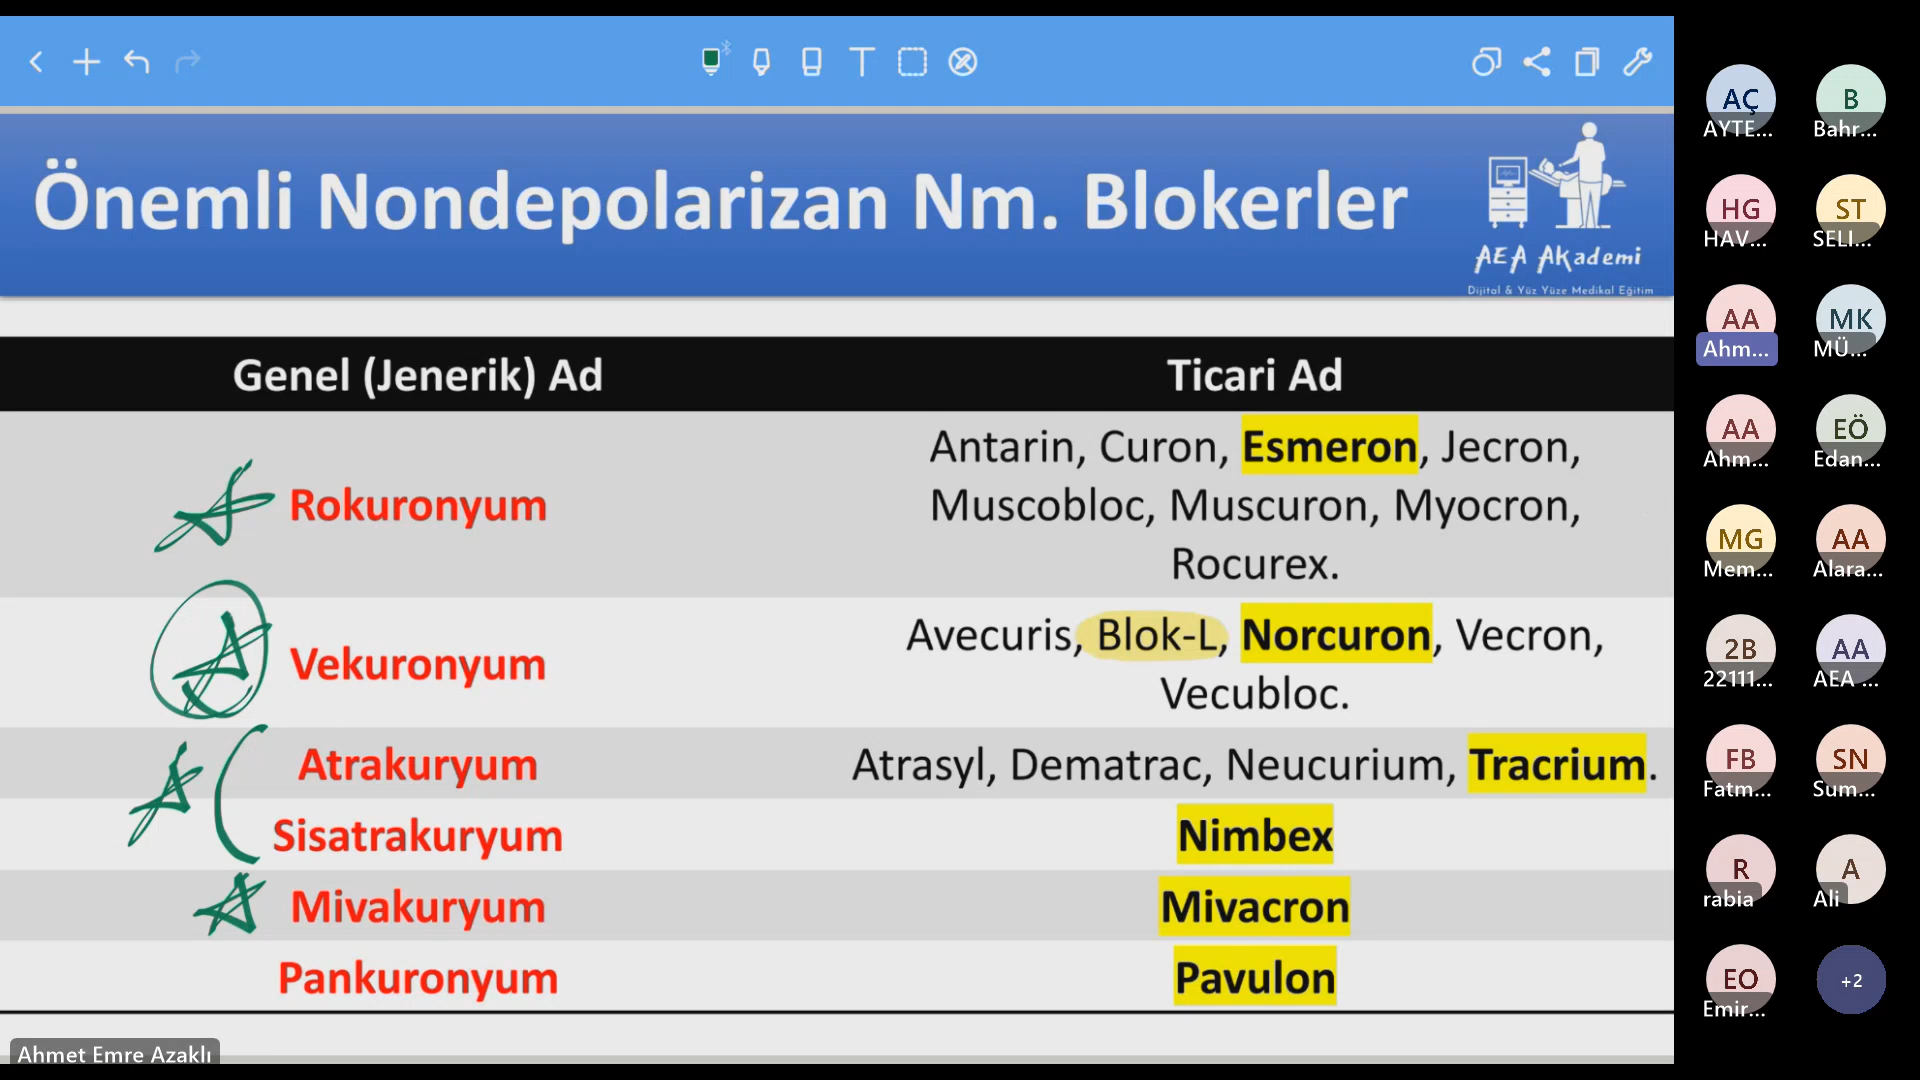 Önemli Nondepolarizan Nm. Blokerler
AEA AKademi
Dijital & Yüz Yüze Medikal Eğitim
Genel (Jenerik) Ad
Ticari Ad
Rokuronyum
Antarin, Curon, Esmeron, Jecron,
Muscobloc, Muscuron, Myocron,
Rocurex.
Vekuronyum
Avecuris, Blok-L, Norcuron, Vecron,
Vecubloc.
Atrakuryum
Atrasyl, Dematrac, Neucurium, Tracrium.
Sisatrakuryum
Nimbex
Mivakuryum
Mivacron
Pankuronyum
Pavulon
Ahmet Emre Azaklı
AÇ
AYTE...
B
Bahr...
HG
HAV...
ST
SELI...
AA
Ahm...
MK
MÜ...
AA
Ahm...
EÖ
Edan...
MG
Mem...
AA
Alara...
2B
22111...
AA
AEA ...
FB
Fatm...
SN
Sum...
R
rabia
A
Ali
EO
Emir...
+2